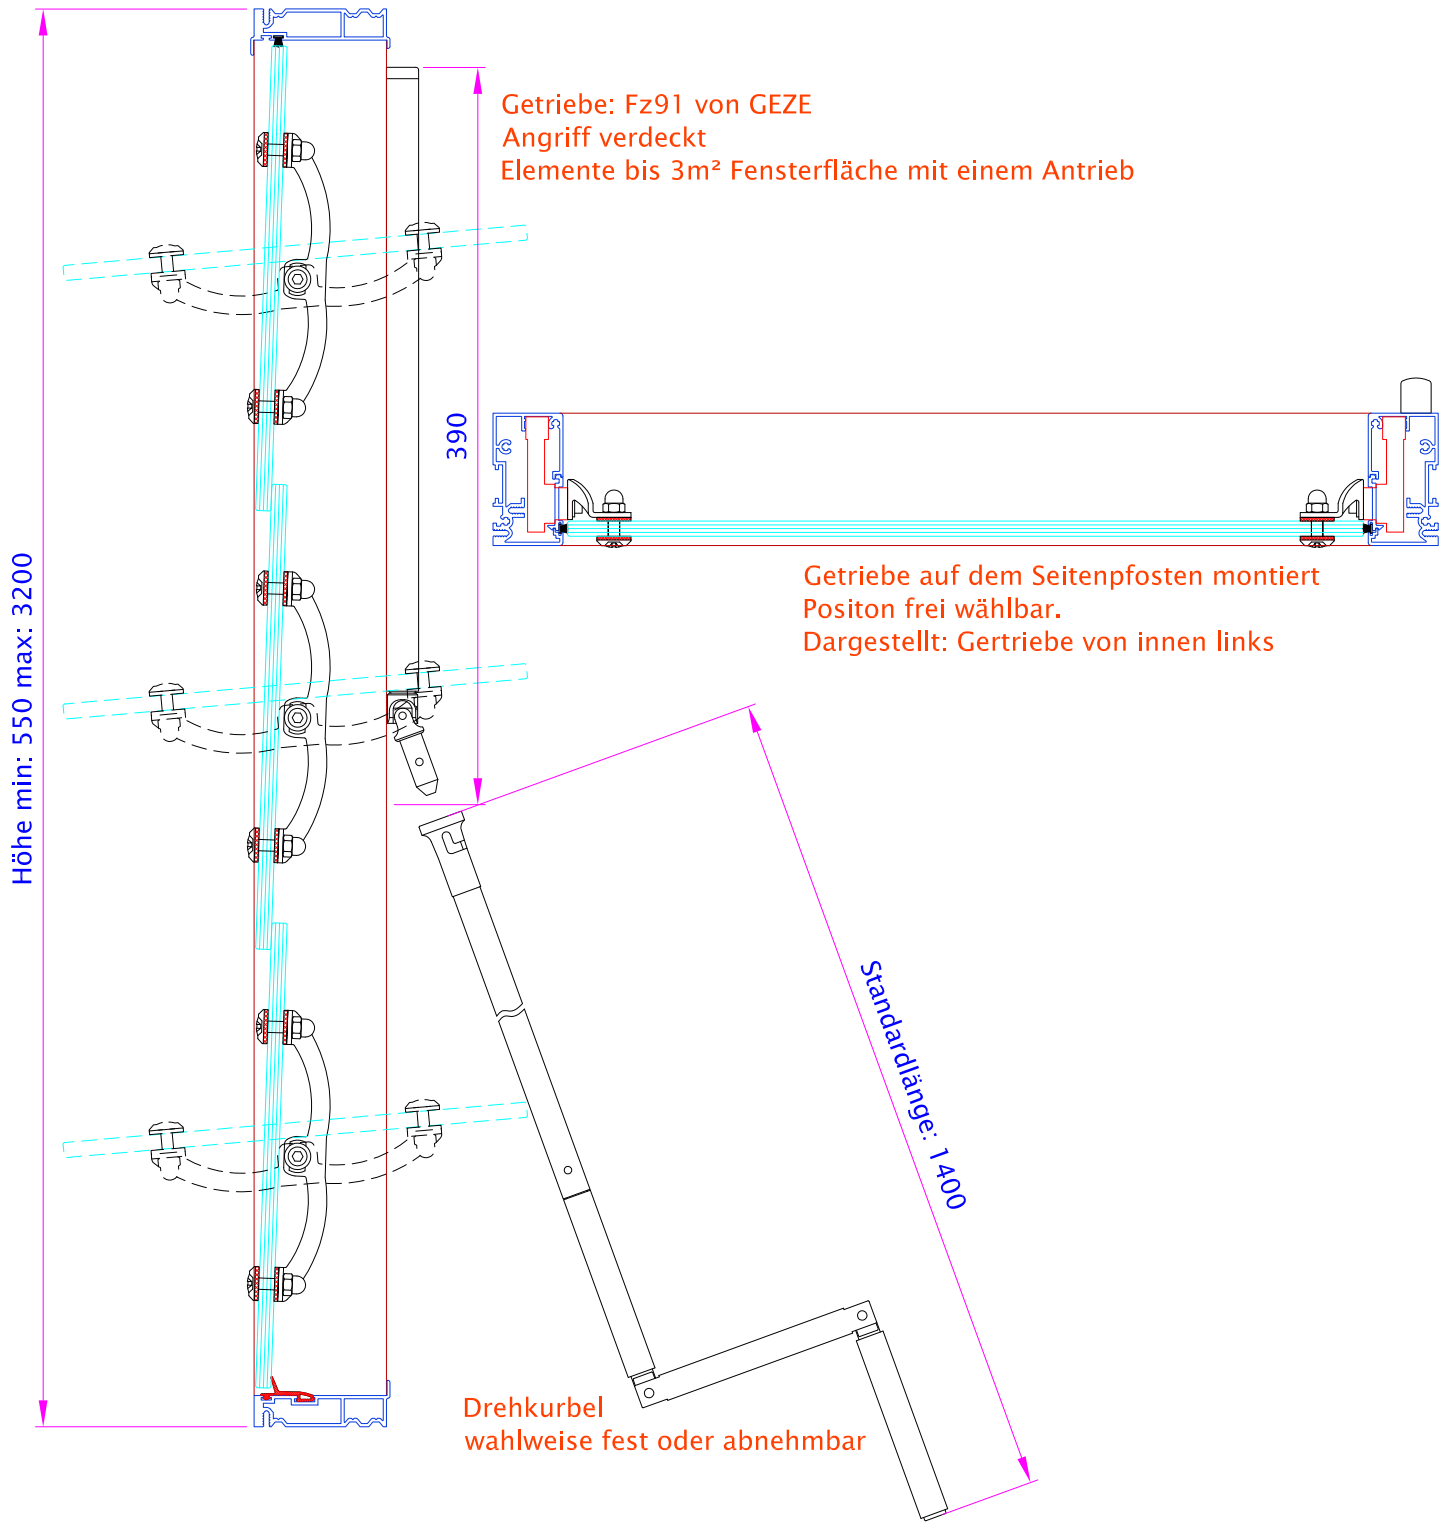 Getriebe: Fz91 von GEZE
Angriff verdeckt
Elemente bis 3m² Fensterfläche mit einem Antrieb
390
Höhe min: 550 max: 3200
Getriebe auf dem Seitenpfosten montiert
Positon frei wählbar.
Dargestellt: Gertriebe von innen links
Standardlänge: 1400
Drehkurbel
wahlweise fest oder abnehmbar